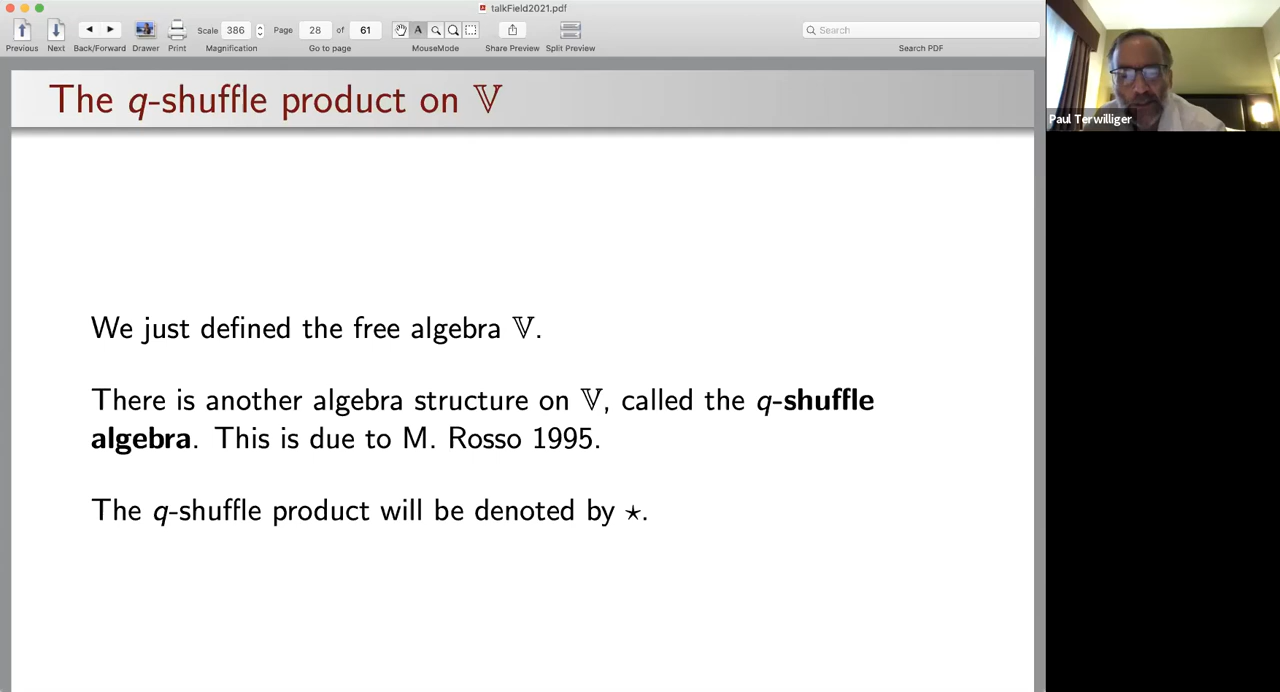 talkField2021.pdf
Scale 386 Page 28 of 61 A Search
Previous Next Back/Forward Drawer Print Magnification Go to page MouseMode Share Preview Split Preview Search PDF
The q-shuffle product on 𝕍
Paul Terwilliger
We just defined the free algebra 𝕍.
There is another algebra structure on 𝕍, called the q-shuffle
algebra. This is due to M. Rosso 1995.
The q-shuffle product will be denoted by ⋆.